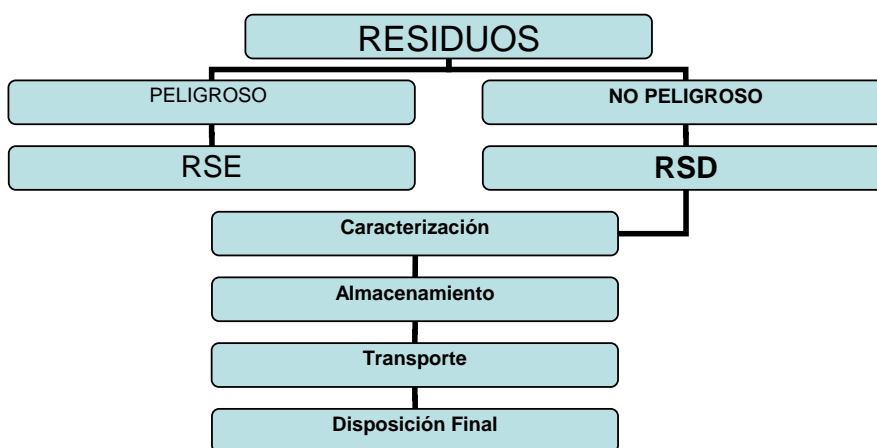 RESIDUOS
PELIGROSO
NO PELIGROSO
RSE
RSD
Caracterización
Almacenamiento
Transporte
Disposición Final